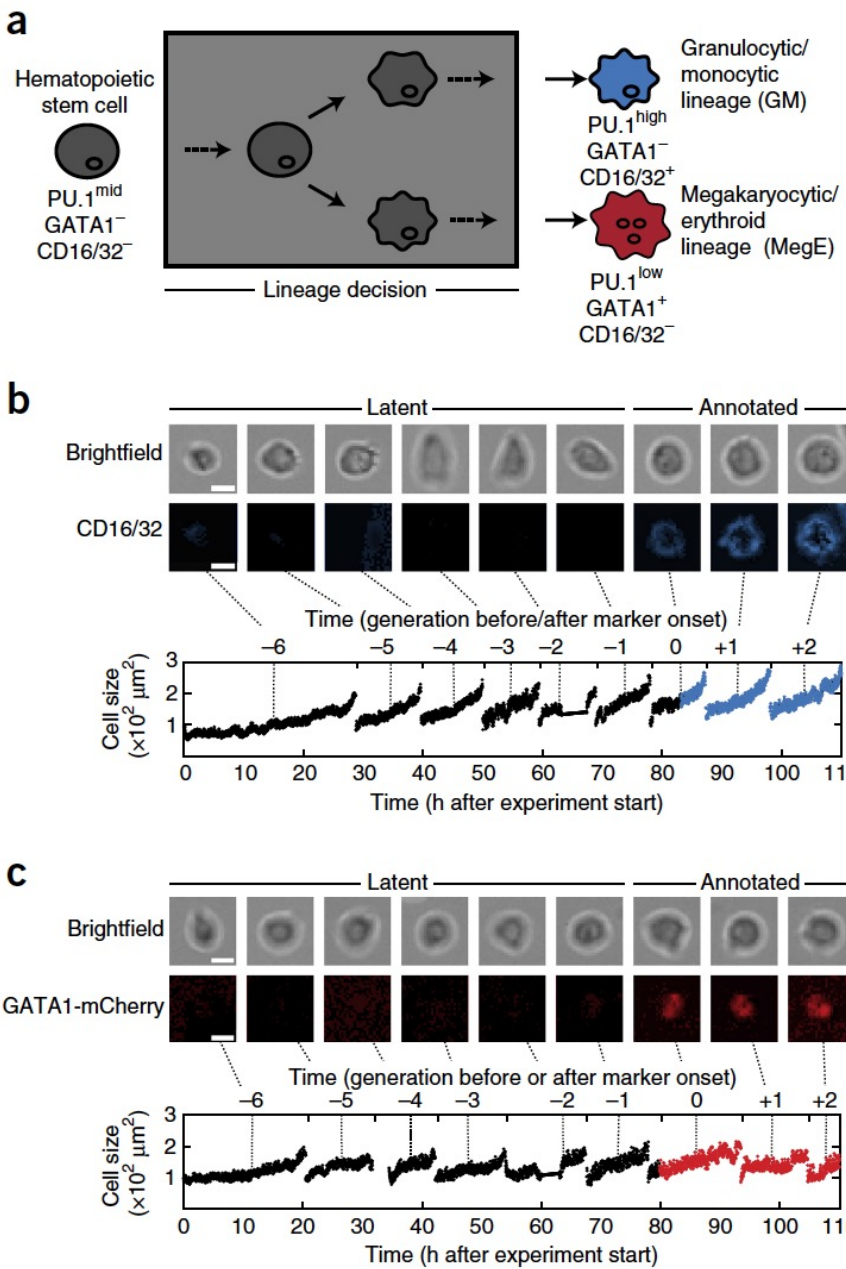 a
Hematopoietic
stem cell
PU.1mid
GATA1−
CD16/32−
Lineage decision
Granulocytic/
monocytic
lineage (GM)
PU.1high
GATA1−
CD16/32+
Megakaryocytic/
erythroid
lineage (MegE)
PU.1low
GATA1+
CD16/32−
b
Latent Annotated
Brightfield
CD16/32
Time (generation before/after marker onset)
−6 −5 −4 −3 −2 −1 0 +1 +2
Cell size
(×10² µm²)
3
2
1
0 10 20 30 40 50 60 70 80 90 100 11
Time (h after experiment start)
c
Latent Annotated
Brightfield
GATA1-mCherry
Time (generation before or after marker onset)
−6 −5 −4 −3 −2 −1 0 +1 +2
Cell size
(×10² µm²)
3
2
1
0 10 20 30 40 50 60 70 80 90 100 110
Time (h after experiment start)